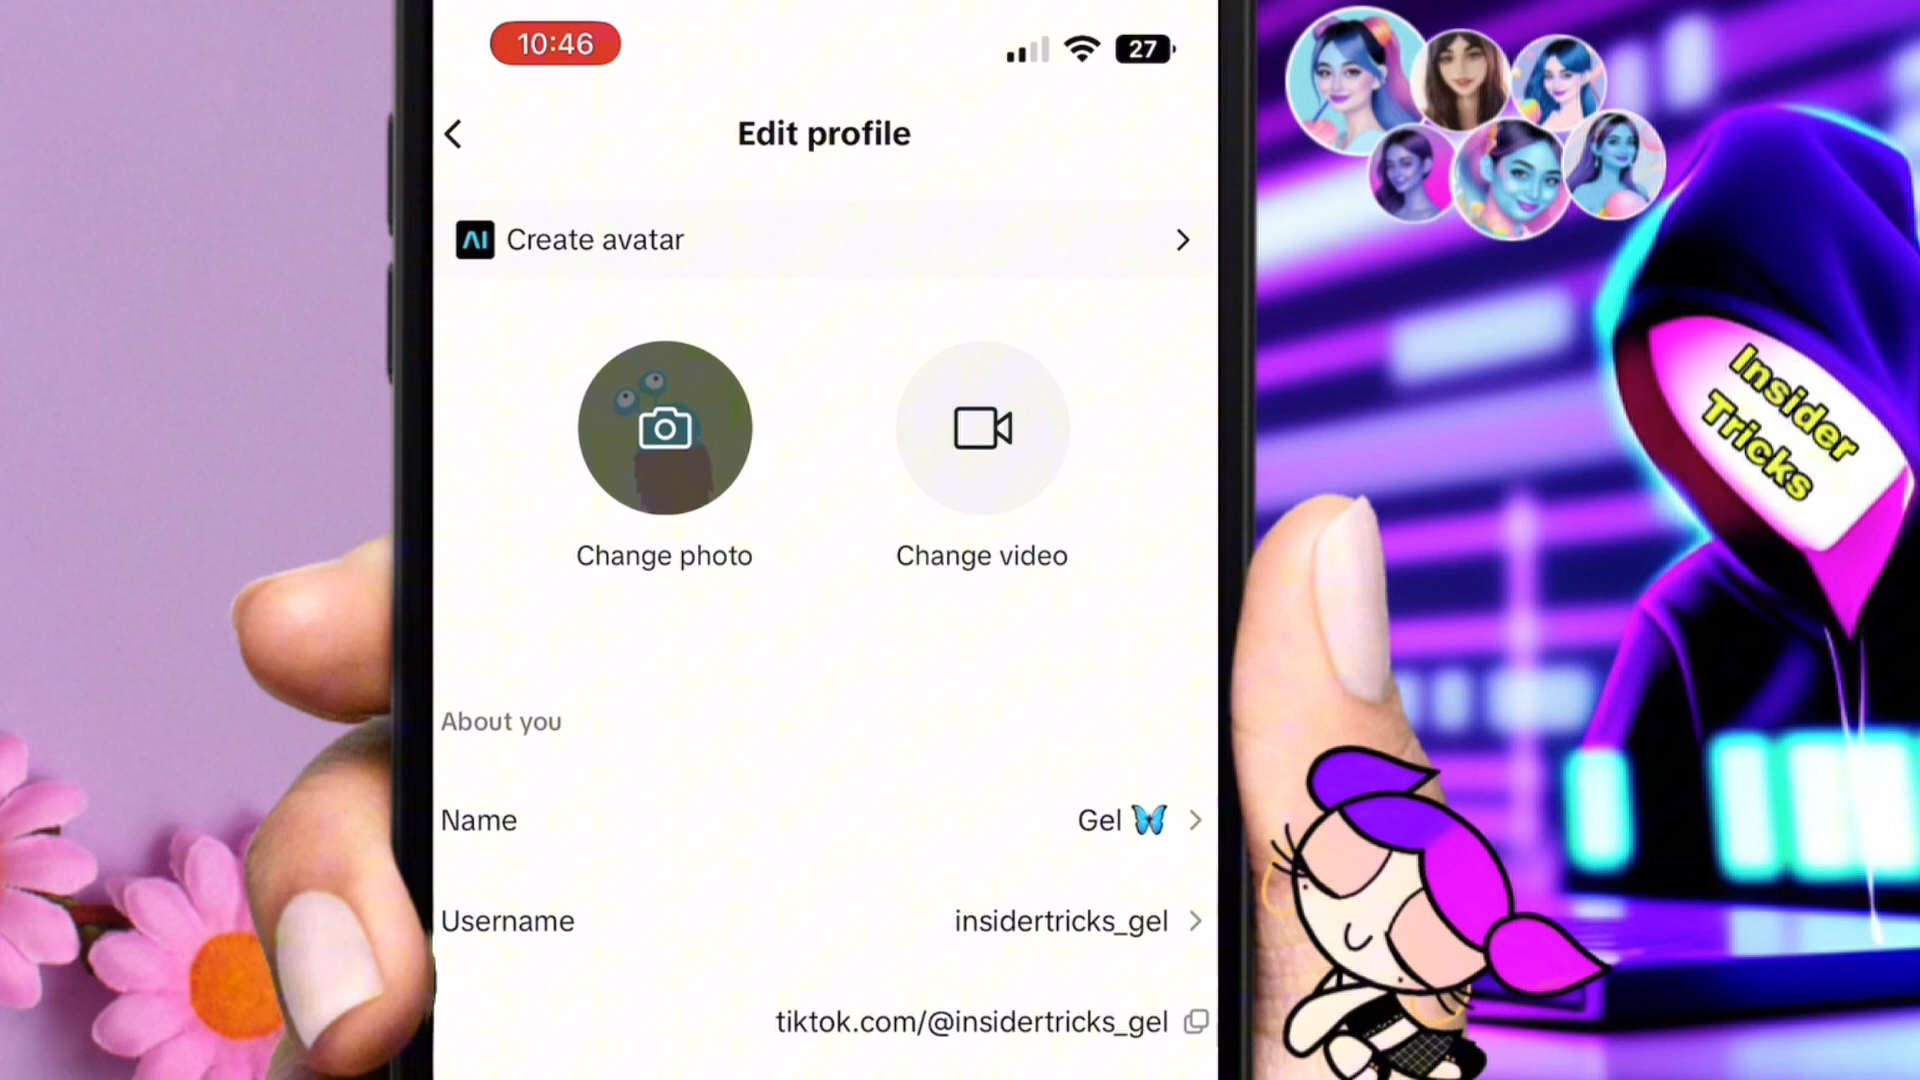 10:46
27
Edit profile
AI Create avatar
Change photo
Change video
About you
Name
Gel 🦋
Username
insidertricks_gel
tiktok.com/@insidertricks_gel
Insider
Tricks